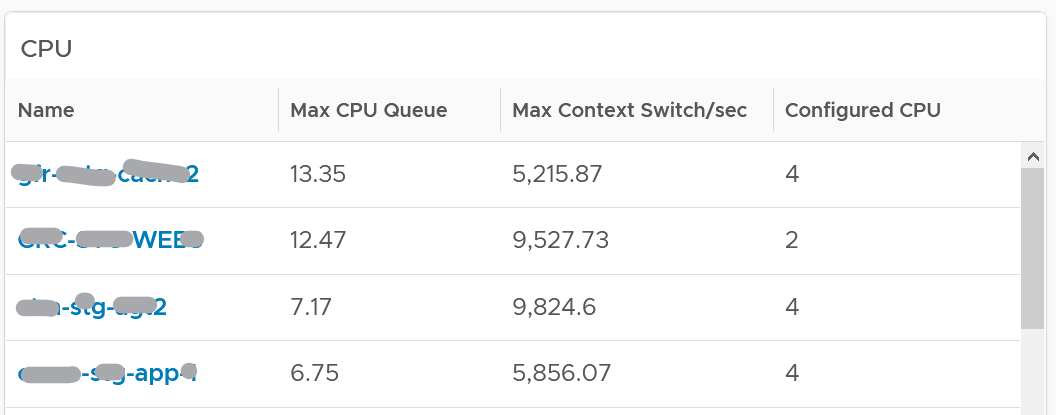 CPU
Name Max CPU Queue Max Context Switch/sec Configured CPU
13.35 5,215.87 4
12.47 9,527.73 2
7.17 9,824.6 4
6.75 5,856.07 4